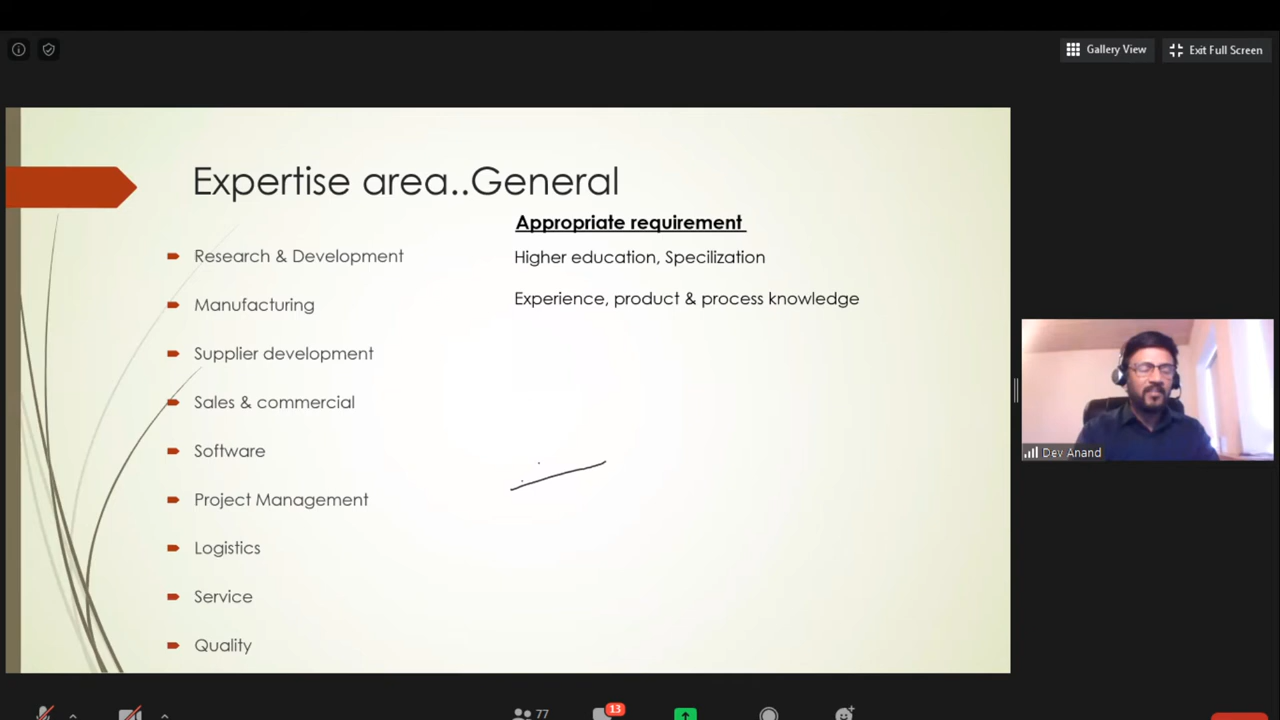 Gallery View
Exit Full Screen
Expertise area..General
Appropriate requirement
Research & Development
Higher education, Specilization
Manufacturing
Experience, product & process knowledge
Supplier development
Sales & commercial
Software
Project Management
Logistics
Service
Quality
Dev Anand
77
13